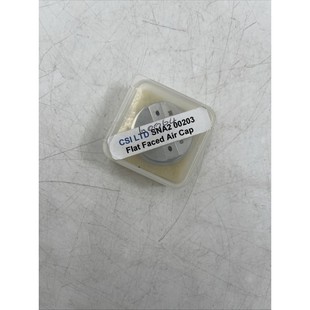 CSI LTD SNA2 00203
Flat Faced Air Cap